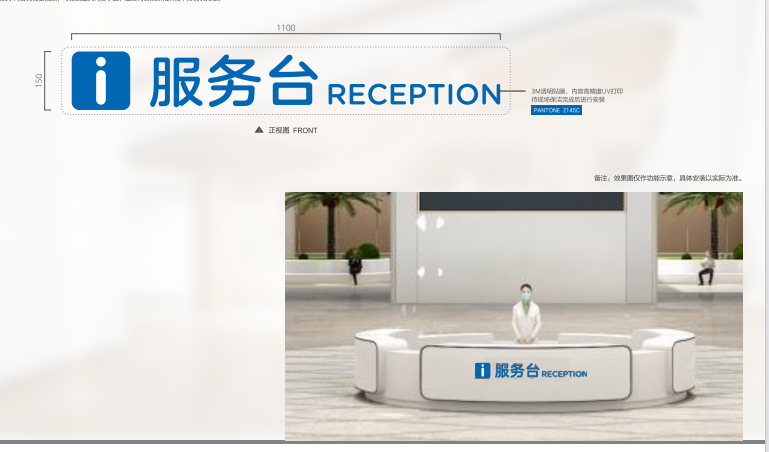 1100
150
i 服务台 RECEPTION
3M透明贴膜，内容高精度UV打印
待现场保洁完成后进行安装
PANTONE 2145C
▲ 正视图 FRONT
备注：效果图仅作功能示意，具体安装以实际为准。
i 服务台 RECEPTION